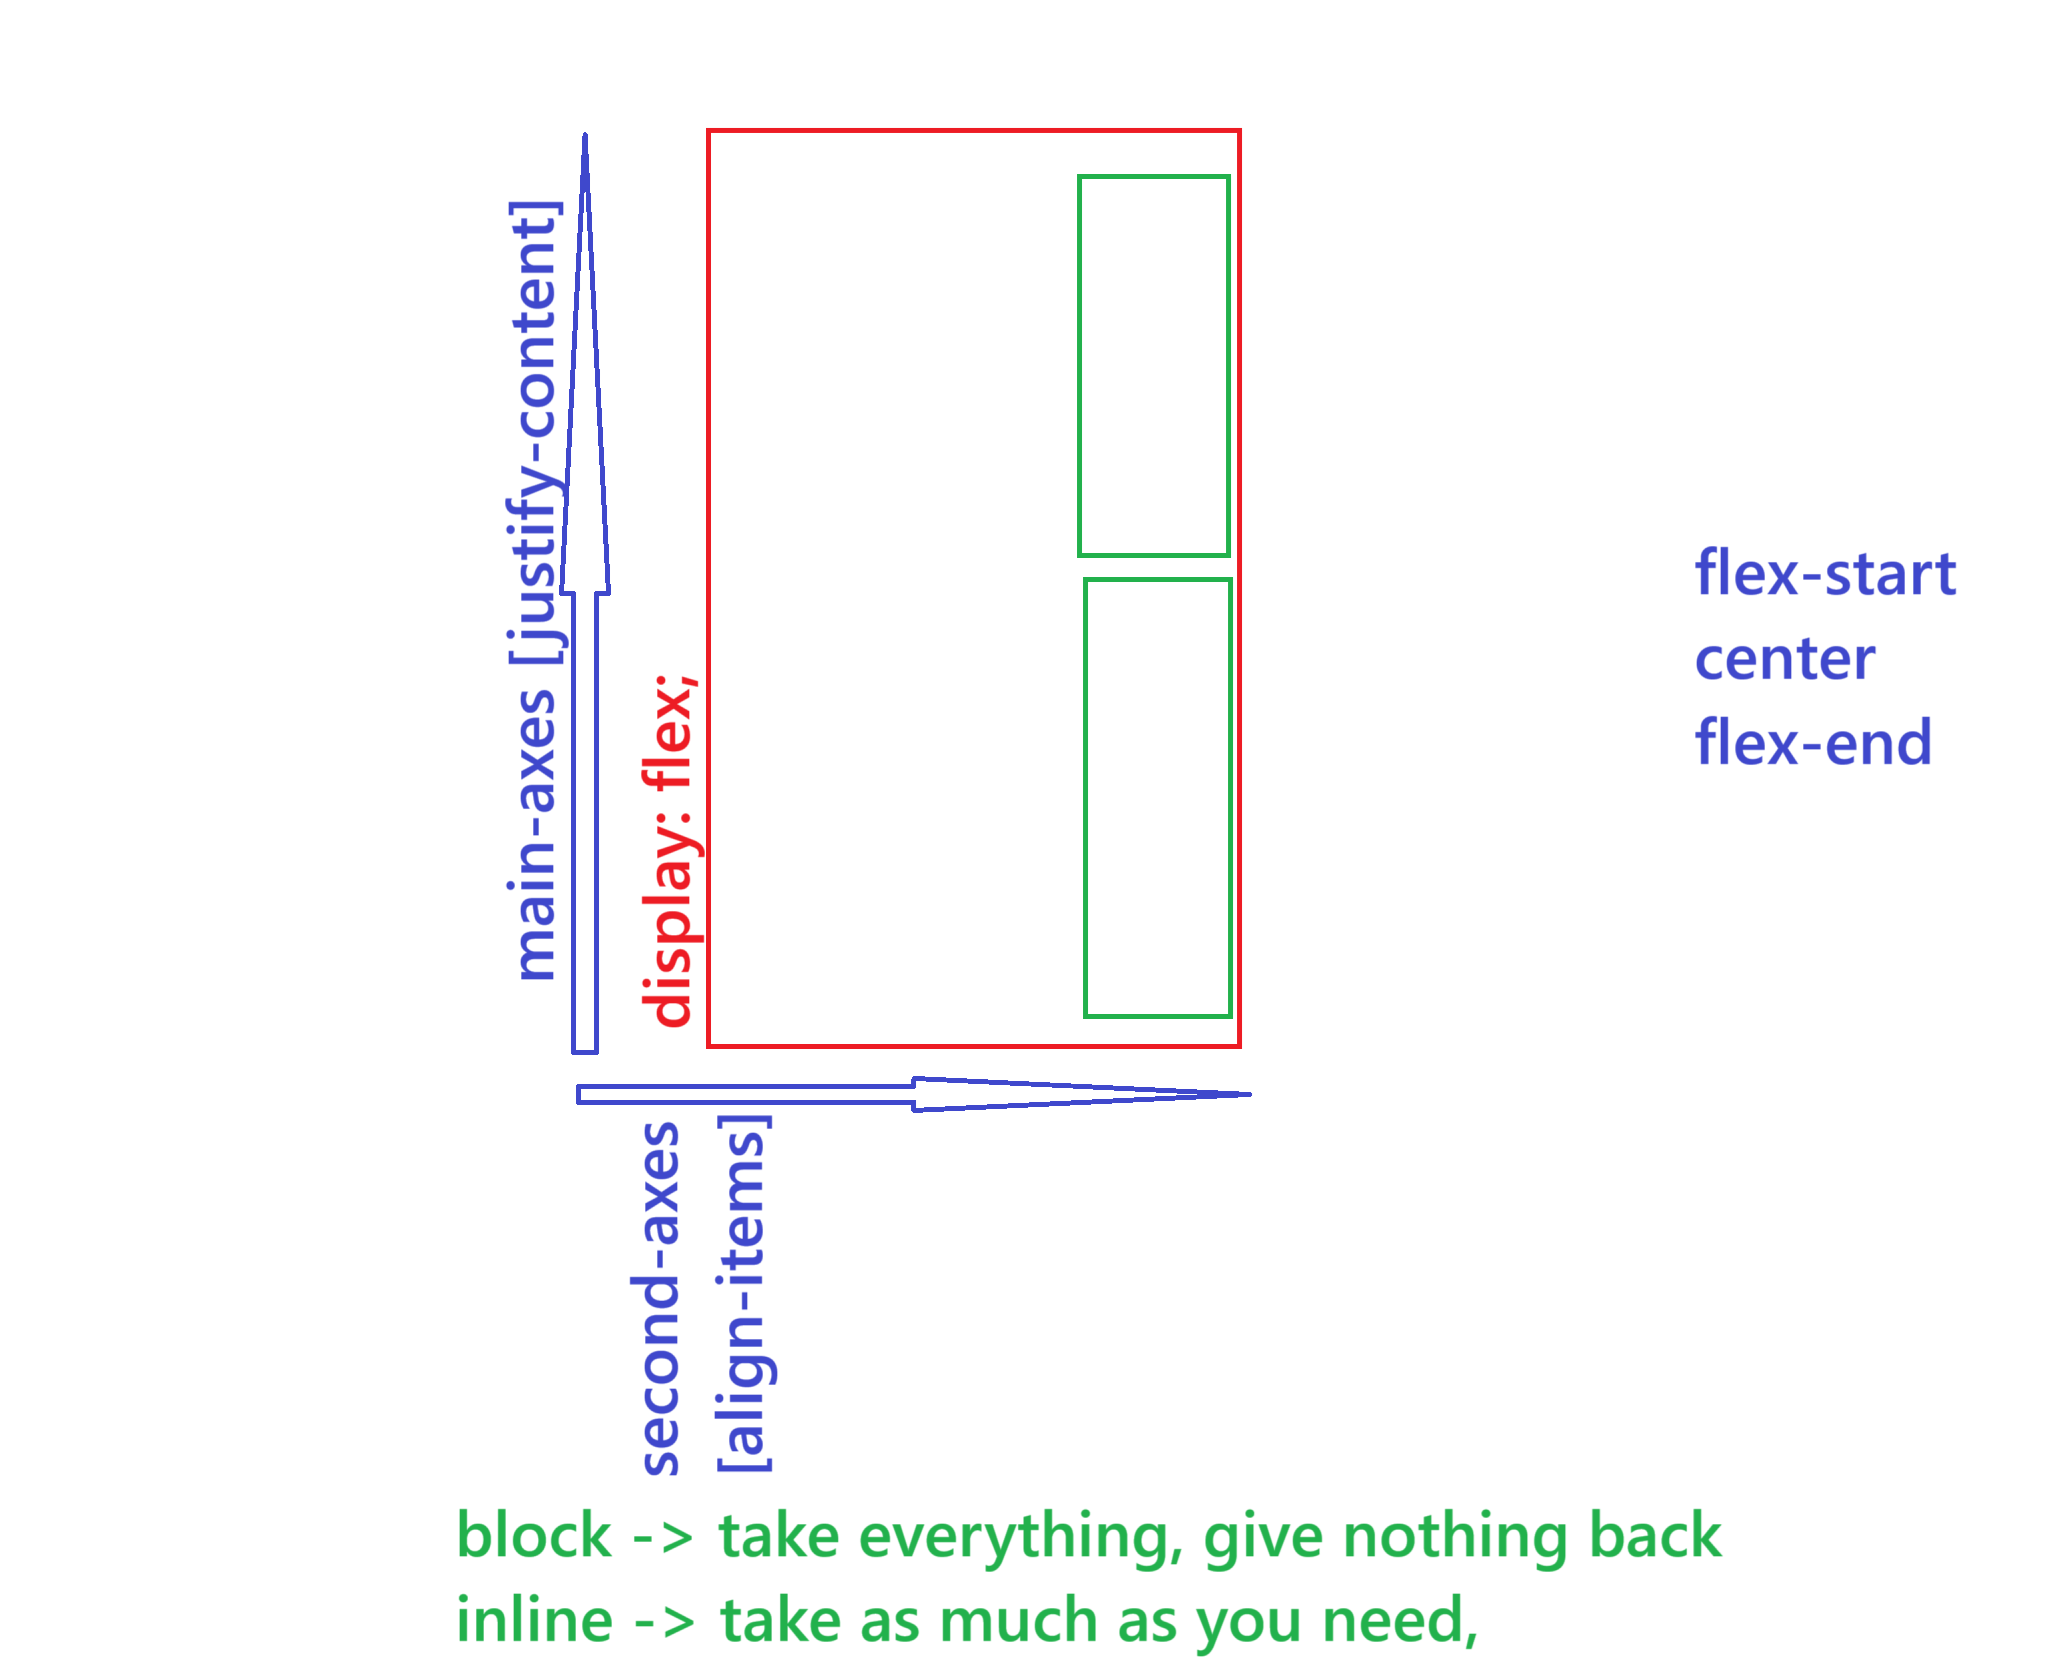 main-axes [justify-content]
display: flex;
flex-start
center
flex-end
second-axes
[align-items]
block -> take everything, give nothing back
inline -> take as much as you need,